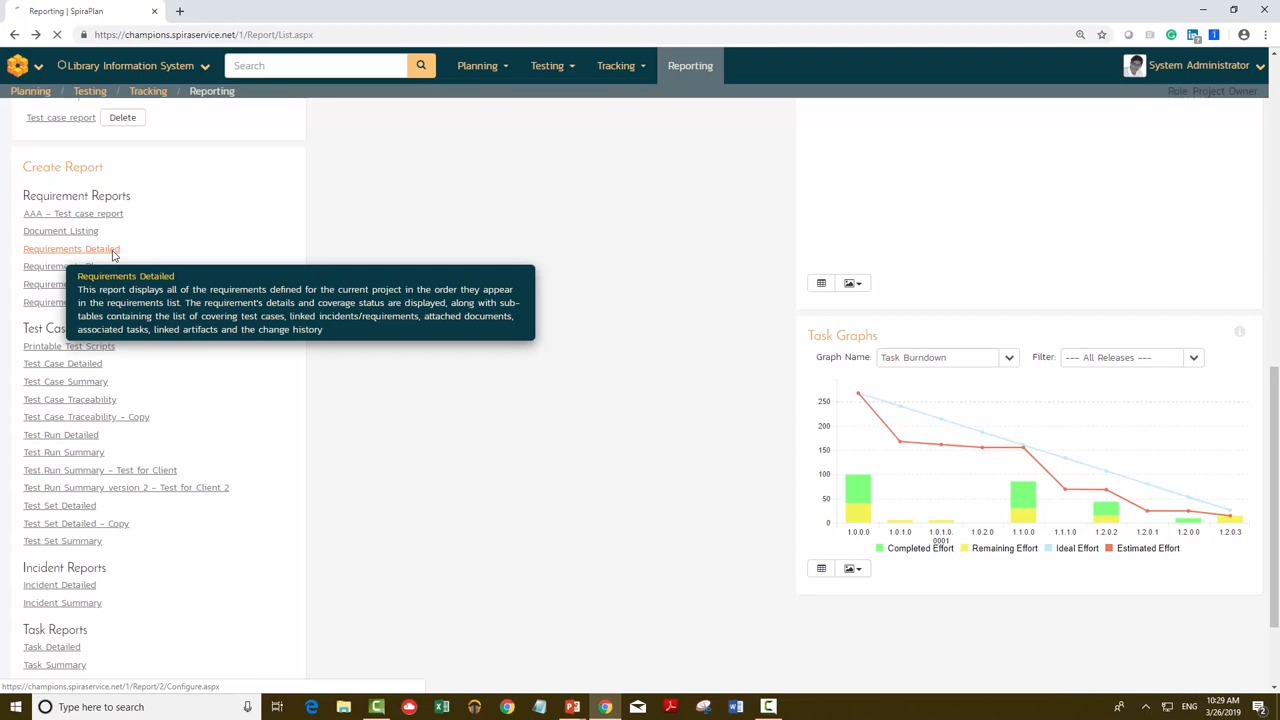 Reporting | SpiraPlan
https://champions.spiraservice.net/1/Report/List.aspx
Library Information System
Search
Planning
Testing
Tracking
Reporting
System Administrator
Planning / Testing / Tracking / Reporting
Role: Project Owner
Test case report
Delete
Create Report
Requirement Reports
AAA - Test case report
Document Listing
Requirements Detailed
Requirements Detailed
This report displays all of the requirements defined for the current project in the order they appear
in the requirements list. The requirement's details and coverage status are displayed, along with sub-
tables containing the list of covering test cases, linked incidents/requirements, attached documents,
associated tasks, linked artifacts and the change history
Test Cas
Printable Test Scripts
Test Case Detailed
Test Case Summary
Test Case Traceability
Test Case Traceability - Copy
Test Run Detailed
Test Run Summary
Test Run Summary - Test for Client
Test Run Summary version 2 - Test for Client 2
Test Set Detailed
Test Set Detailed - Copy
Test Set Summary
Incident Reports
Incident Detailed
Incident Summary
Task Reports
Task Detailed
Task Summary
Task Graphs
Graph Name: Task Burndown
Filter: --- All Releases ---
250
200
150
100
50
0
1.0.0.0 1.0.1.0 1.0.1.0. 1.0.2.0 1.1.0.0 1.1.1.0 1.2.0.2 1.2.0.1 1.2.0.0 1.2.0.3
0001
Completed Effort Remaining Effort Ideal Effort Estimated Effort
https://champions.spiraservice.net/1/Report/2/Configure.aspx
Type here to search
ENG
10:29 AM
3/26/2019